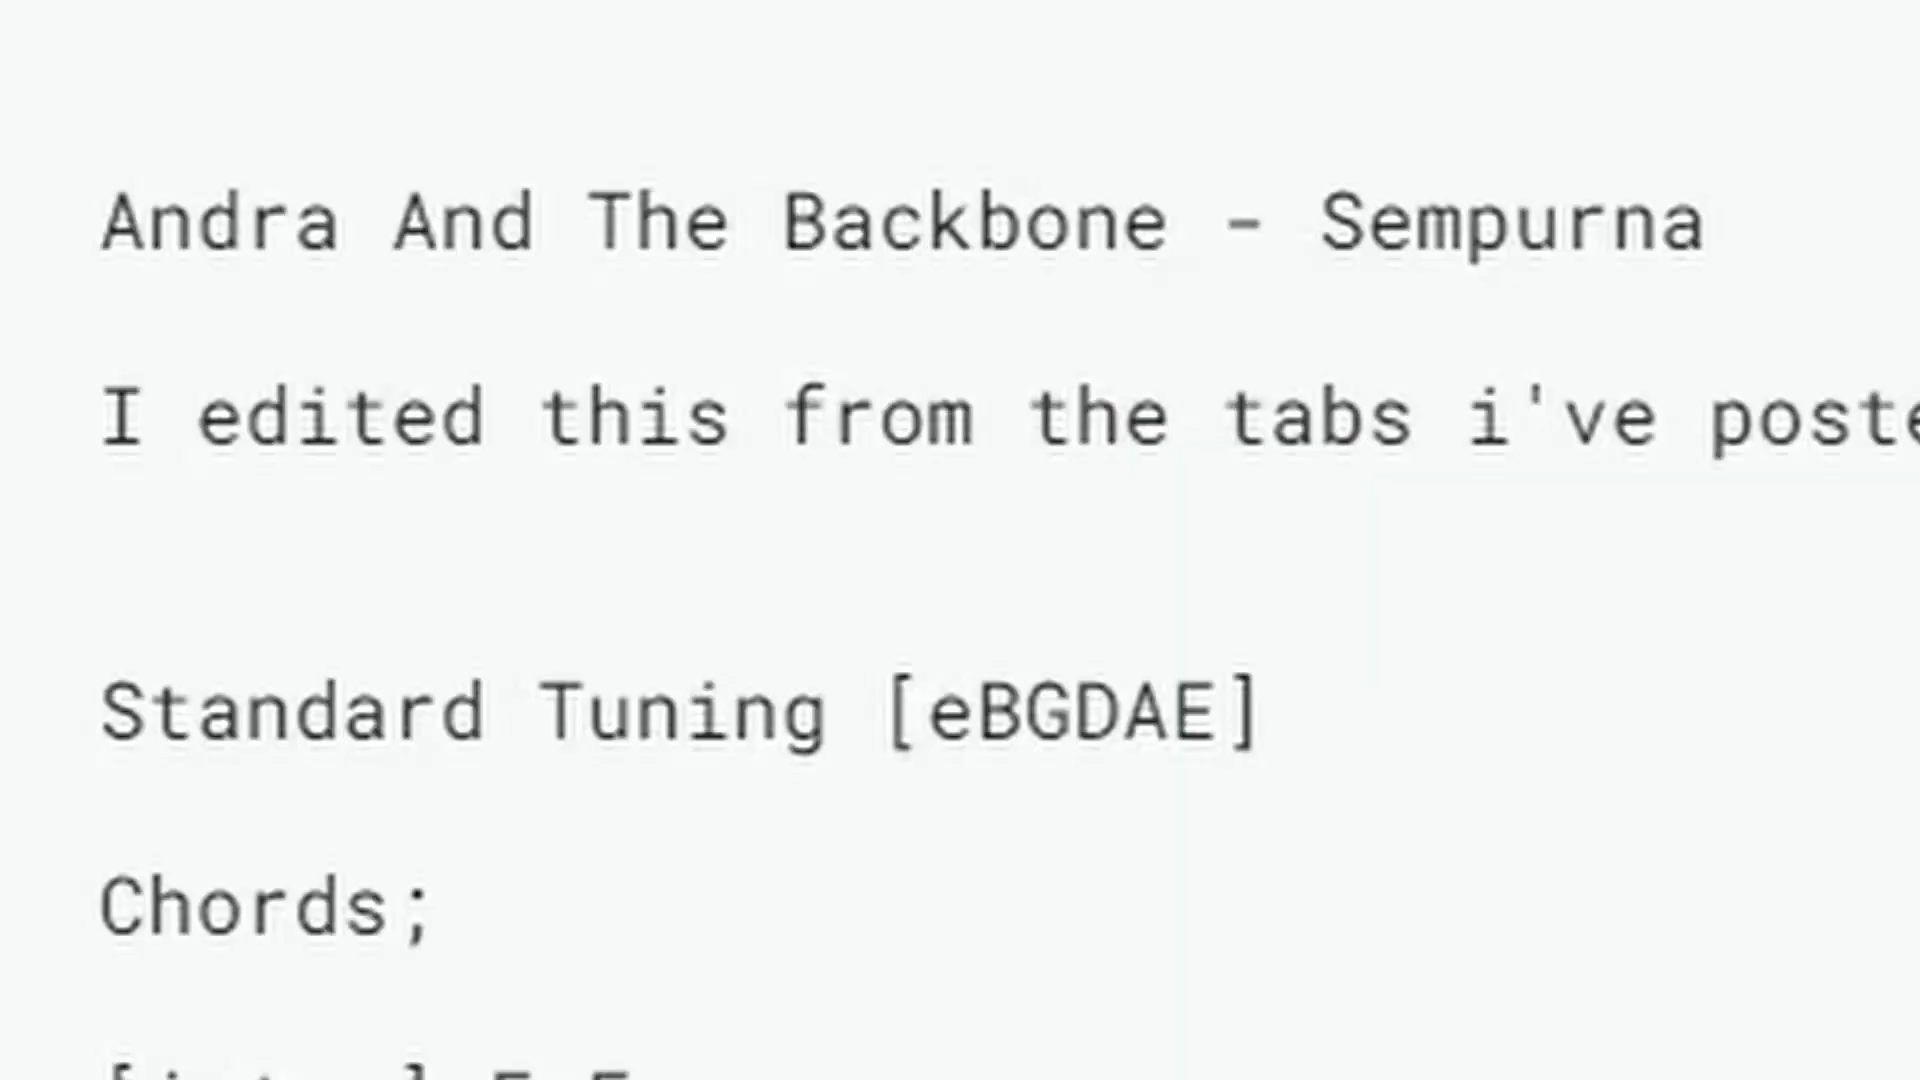 Andra And The Backbone - Sempurna
I edited this from the tabs i've poste
Standard Tuning [eBGDAE]
Chords;